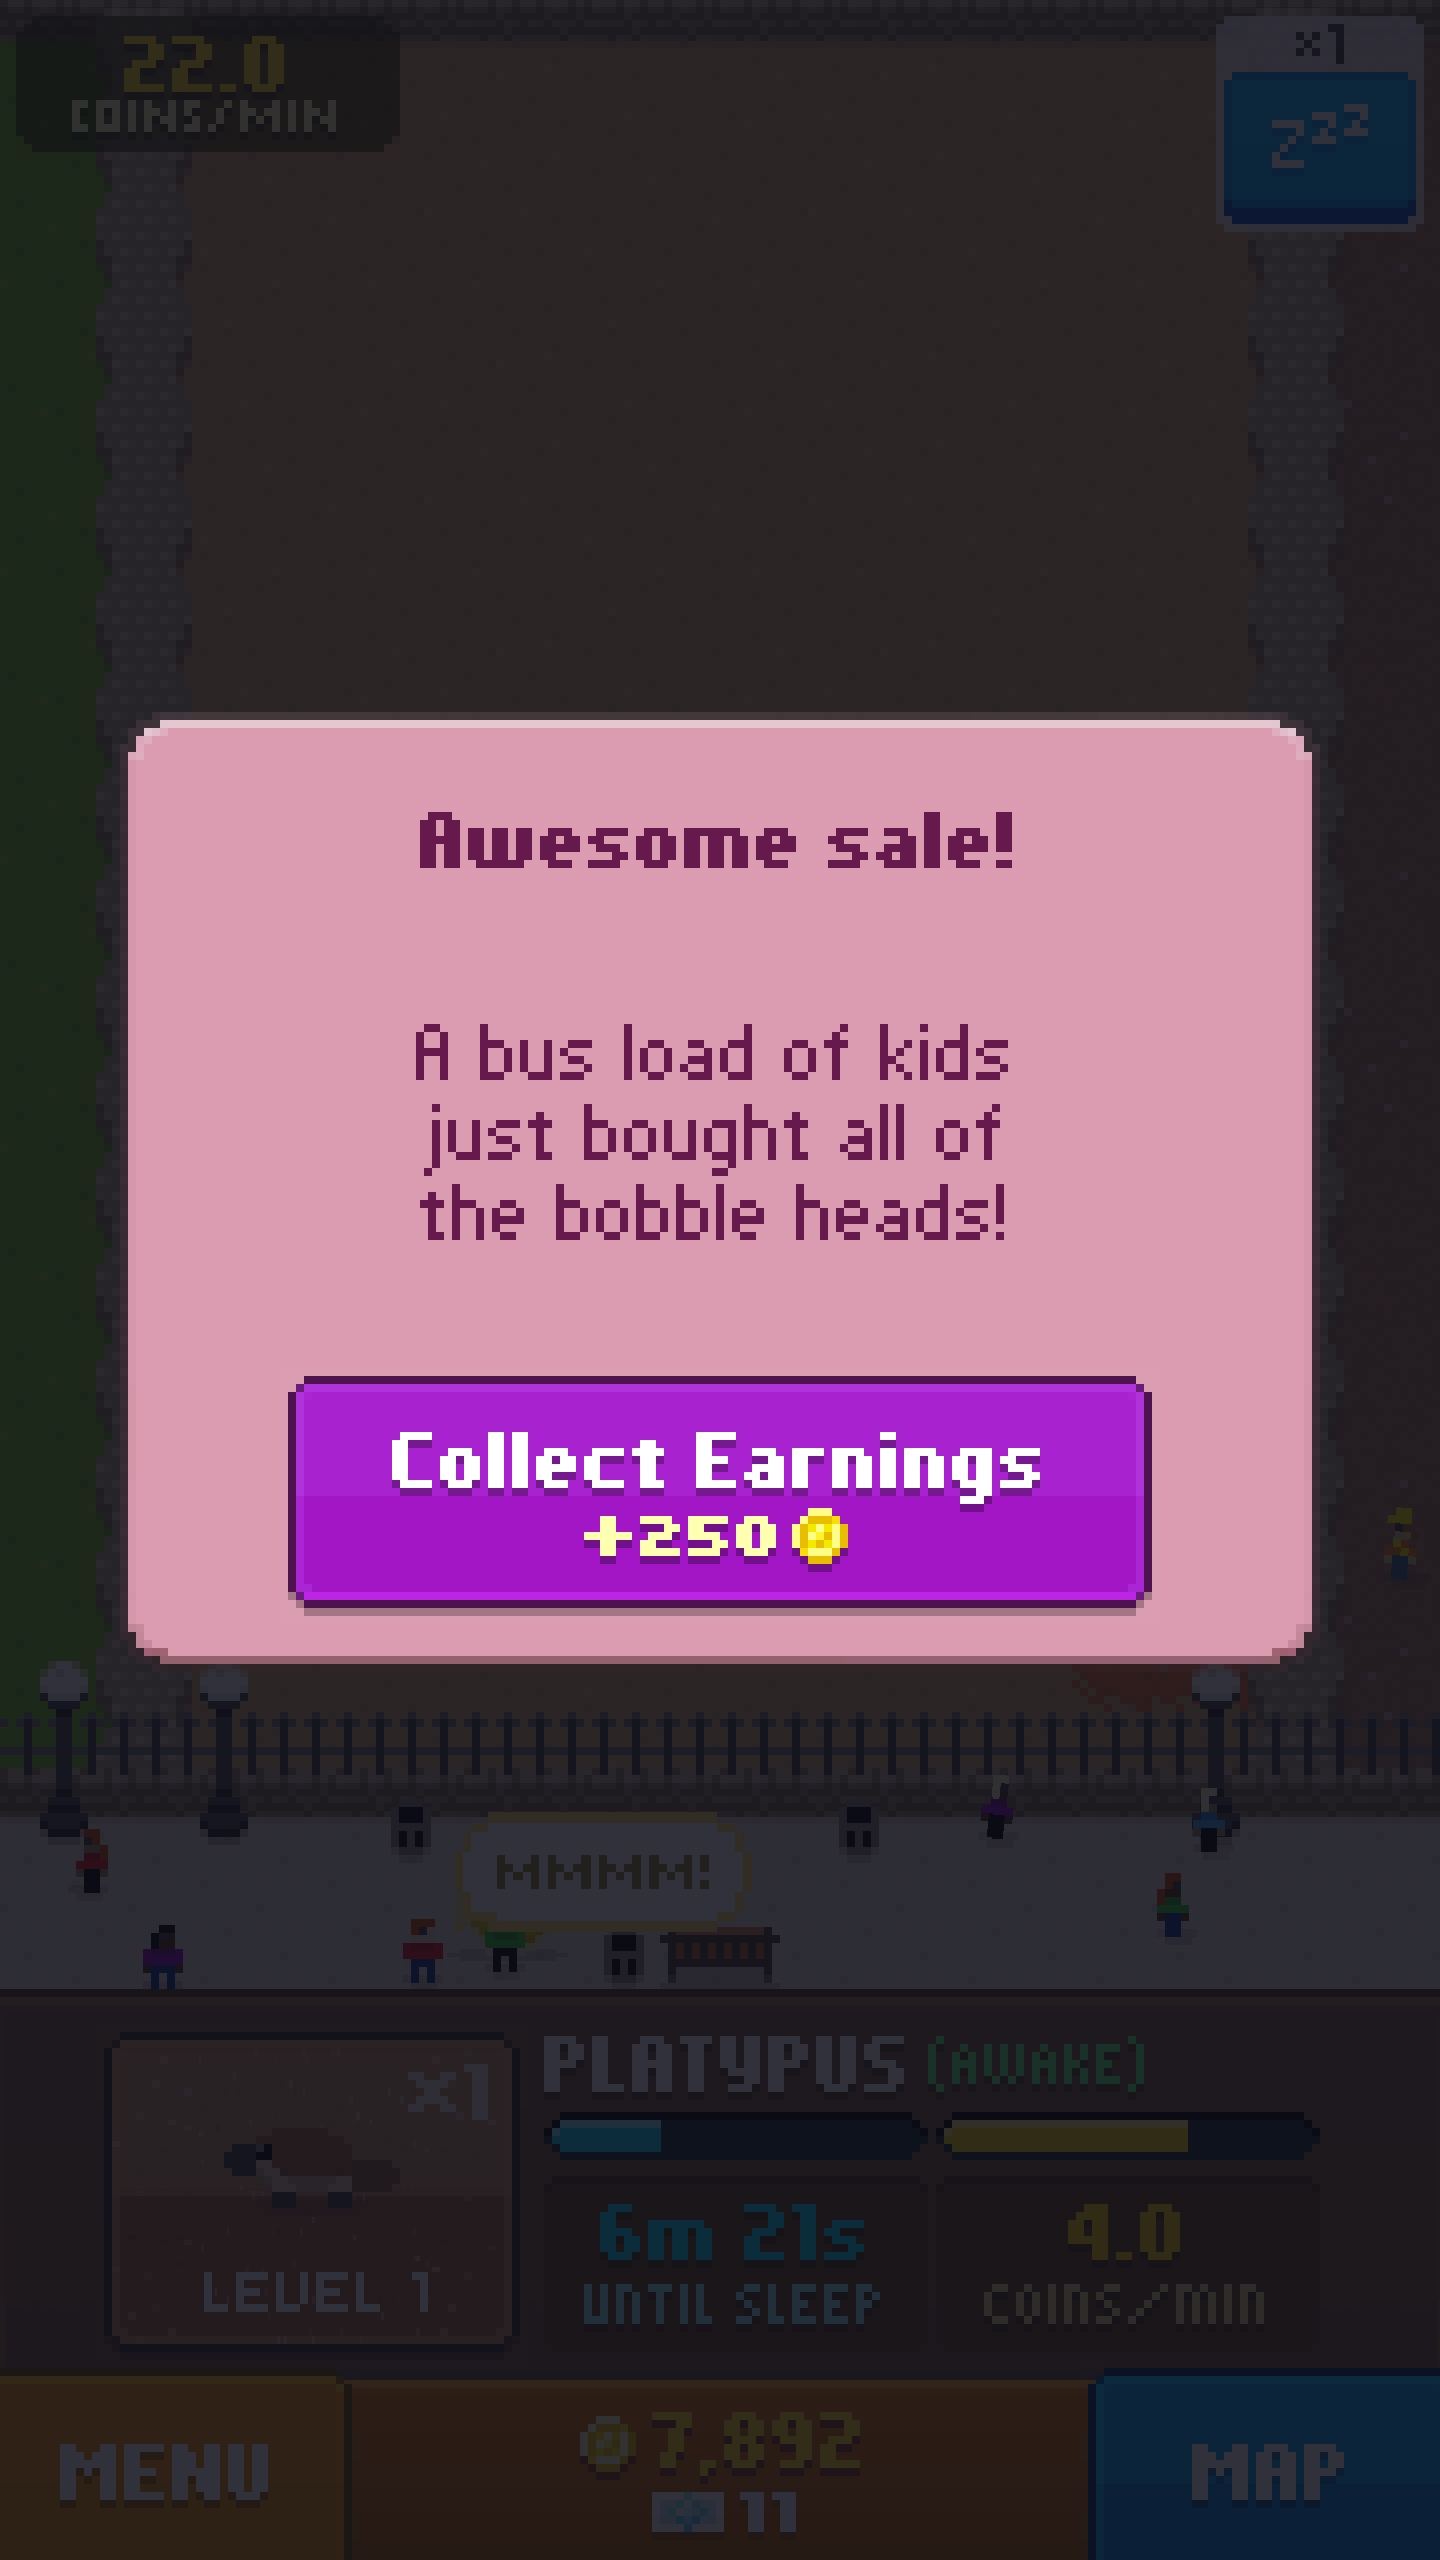 22.0
COINS/MIN
x1
zzz
Awesome sale!
A bus load of kids
just bought all of
the bobble heads!
Collect Earnings
+250
MMMM!
x1
LEVEL 1
PLATYPUS (AWAKE)
6m 21s
UNTIL SLEEP
4.0
COINS/MIN
MENU
7,892
11
MAP